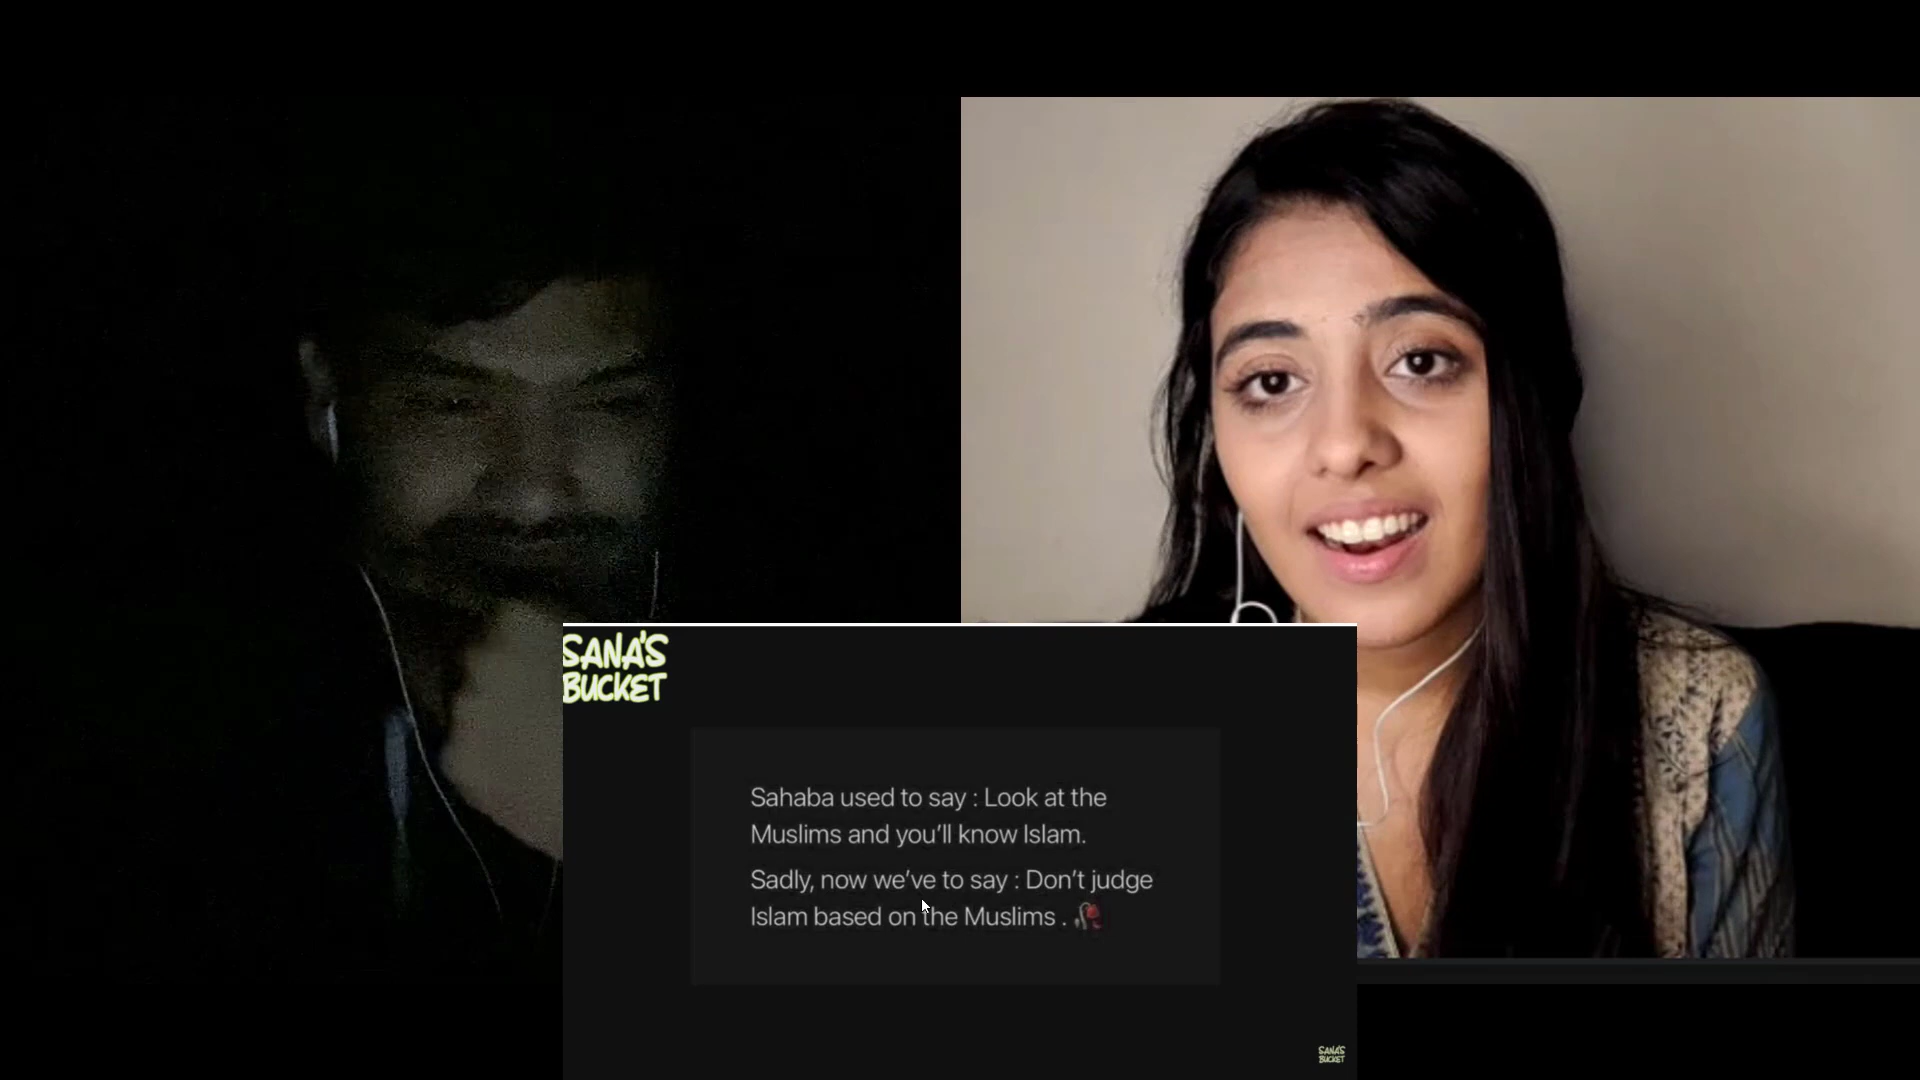 SANA'S
BUCKET
Sahaba used to say : Look at the
Muslims and you'll know Islam.
Sadly, now we've to say : Don't judge
Islam based on the Muslims . 🥀
SANA'S
BUCKET